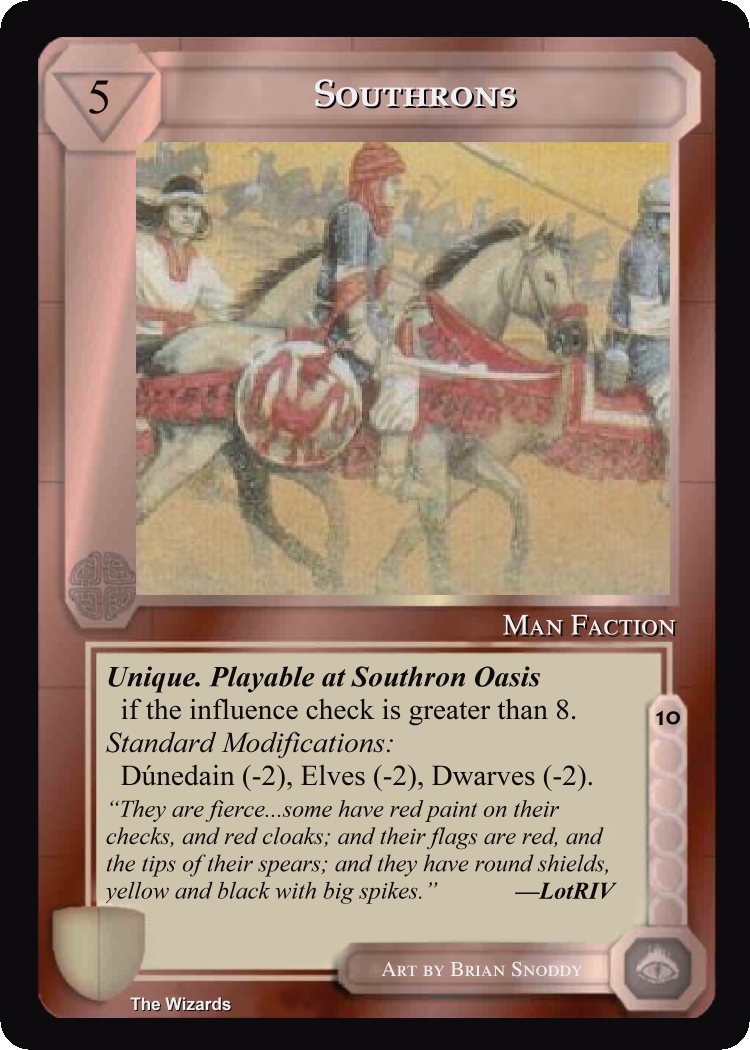 5
Southrons
Man Faction
Unique. Playable at Southron Oasis
if the influence check is greater than 8.
Standard Modifications:
Dúnedain (-2), Elves (-2), Dwarves (-2).
“They are fierce...some have red paint on their
checks, and red cloaks; and their flags are red, and
the tips of their spears; and they have round shields,
yellow and black with big spikes.” —LotRIV
10
Art by Brian Snoddy
The Wizards